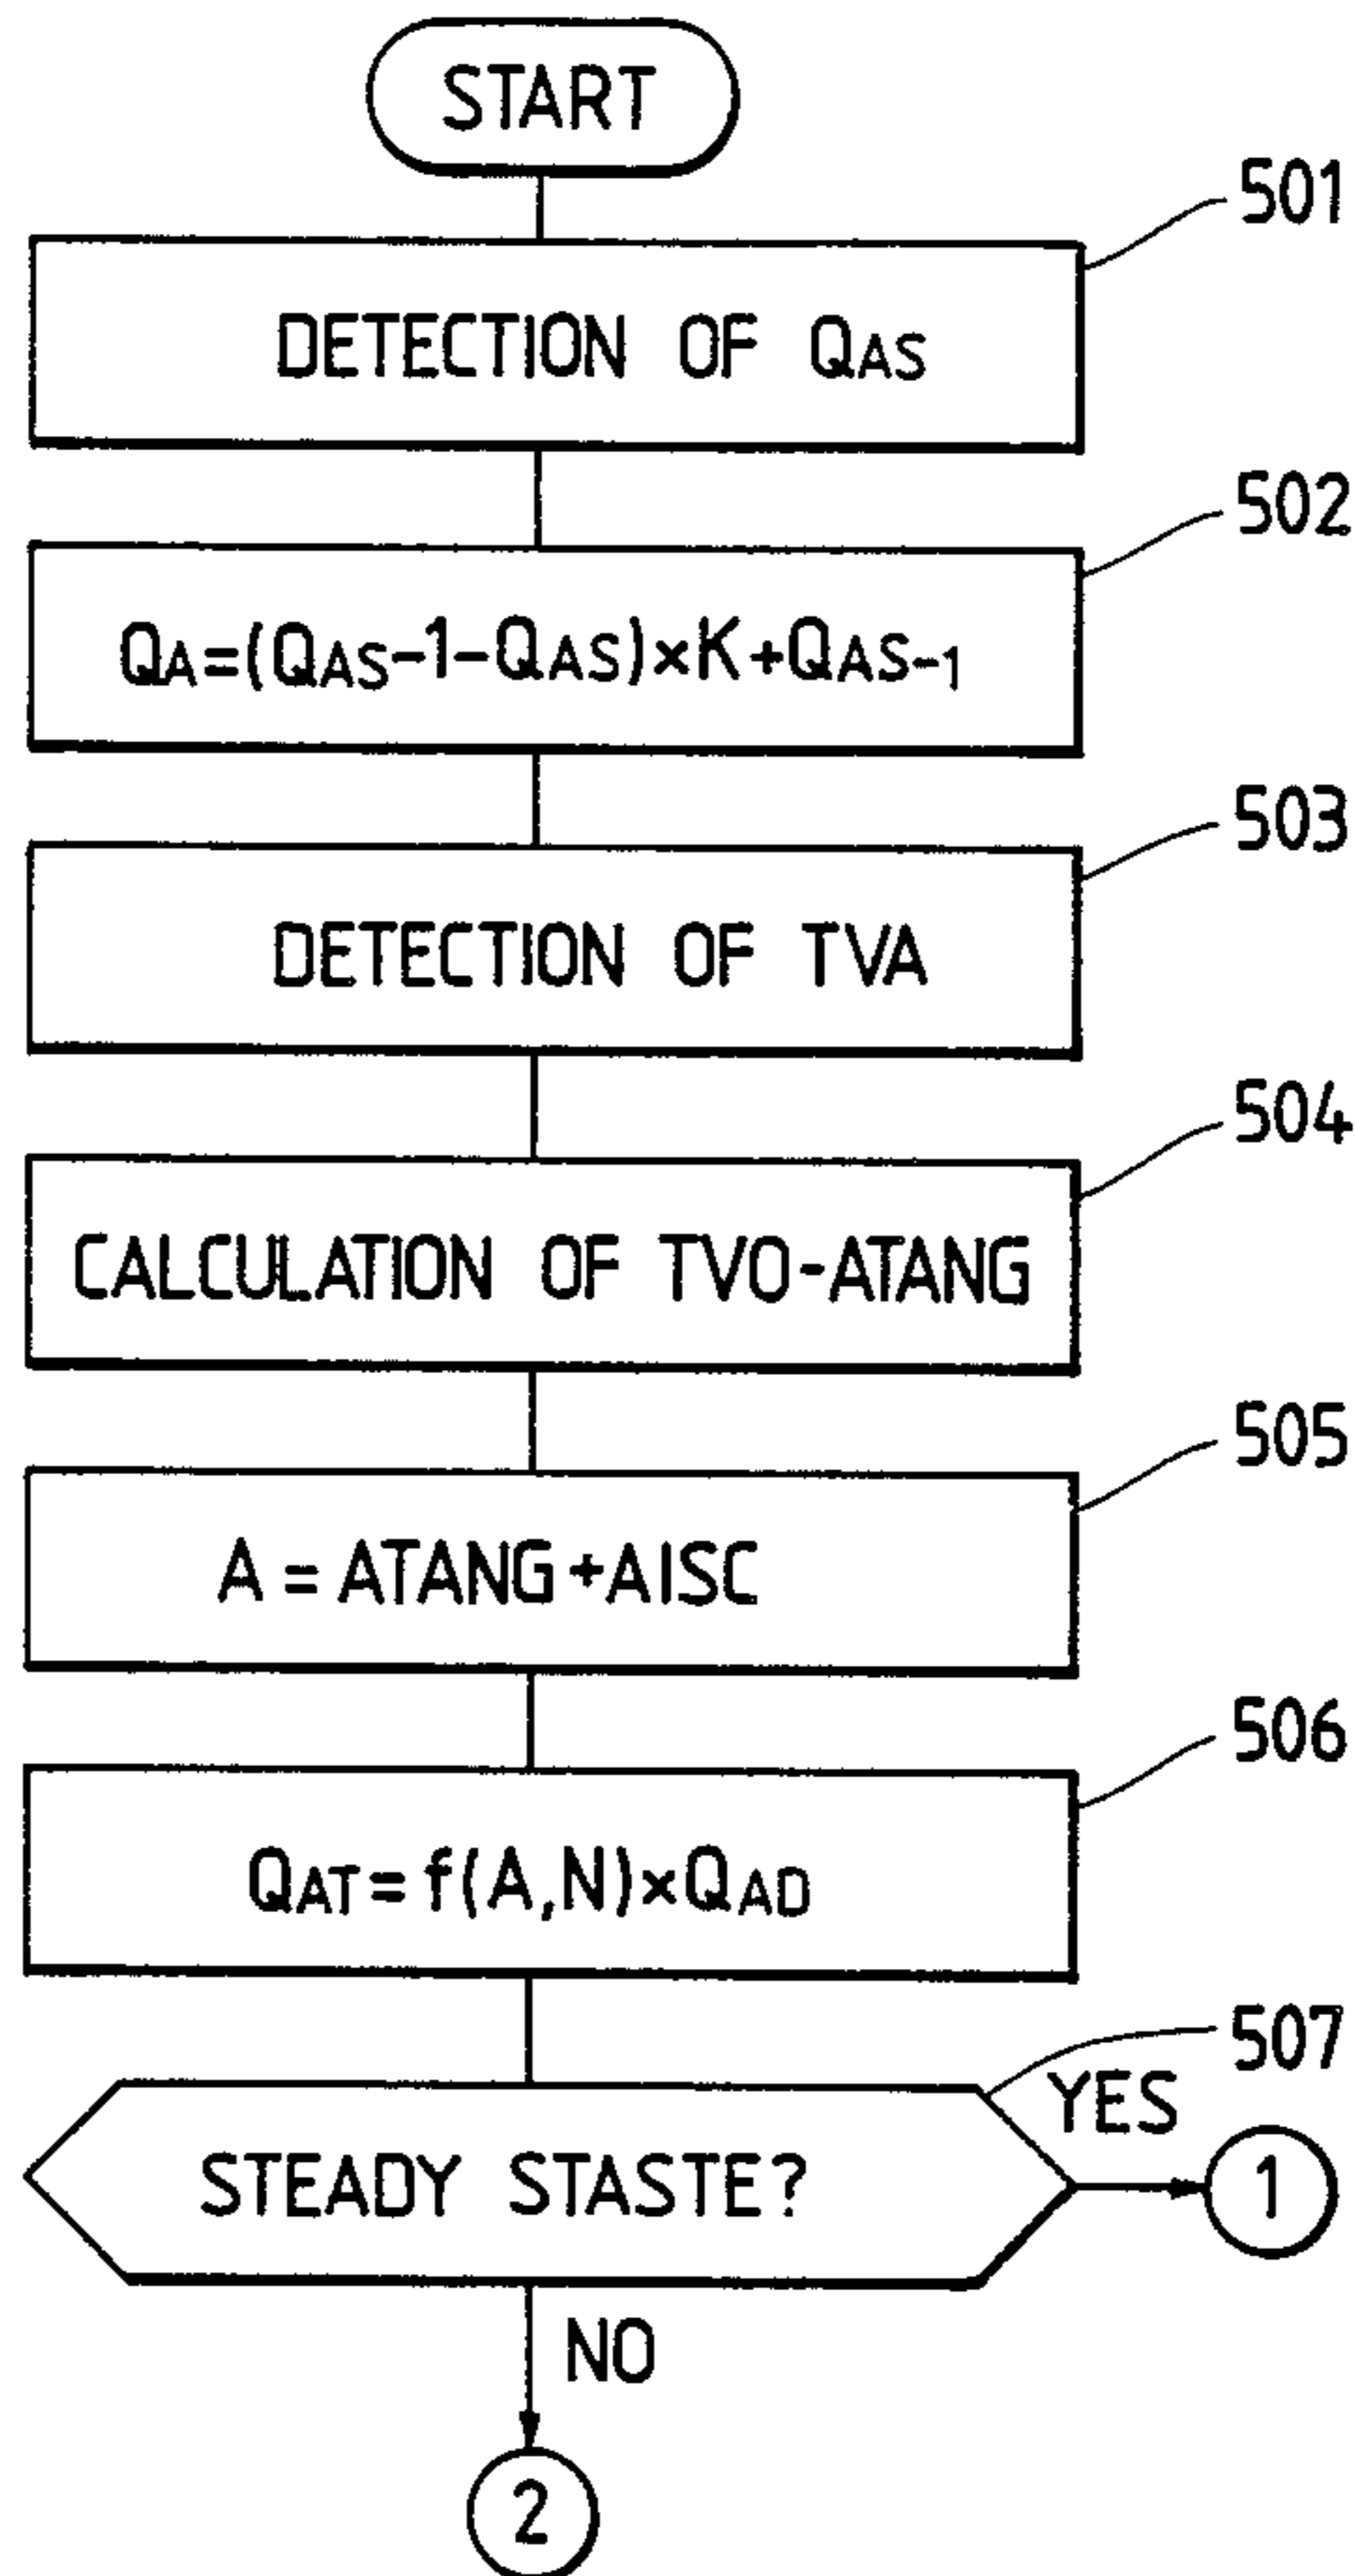 START
501
DETECTION OF QAS
502
QA=(QAS-1-QAS)×K+QAS-1
503
DETECTION OF TVA
504
CALCULATION OF TVO-ATANG
505
A=ATANG+AISC
506
QAT=f(A,N)×QAD
507
YES
STEADY STASTE?
1
NO
2